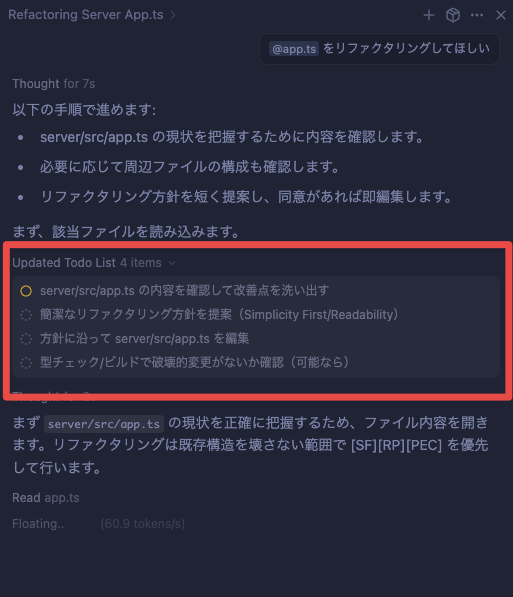 Refactoring Server App.ts
@app.ts をリファクタリングしてほしい
Thought for 7s
以下の手順で進めます:
• server/src/app.ts の現状を把握するために内容を確認します。
• 必要に応じて周辺ファイルの構成も確認します。
• リファクタリング方針を短く提案し、同意があれば即編集します。
まず、該当ファイルを読み込みます。
Updated Todo List 4 items
server/src/app.ts の内容を確認して改善点を洗い出す
簡潔なリファクタリング方針を提案（Simplicity First/Readability）
方針に沿って server/src/app.ts を編集
型チェック/ビルドで破壊的変更がないか確認（可能なら）
まず server/src/app.ts の現状を正確に把握するため、ファイル内容を開き
ます。リファクタリングは既存構造を壊さない範囲で [SF][RP][PEC] を優先
して行います。
Read app.ts
Floating.. (60.9 tokens/s)